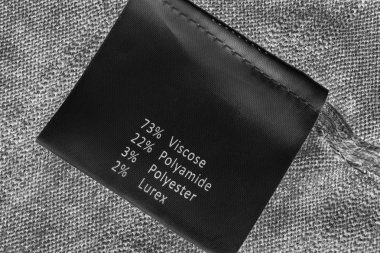 73% Viscose
22% Polyamide
3% Polyester
2% Lurex